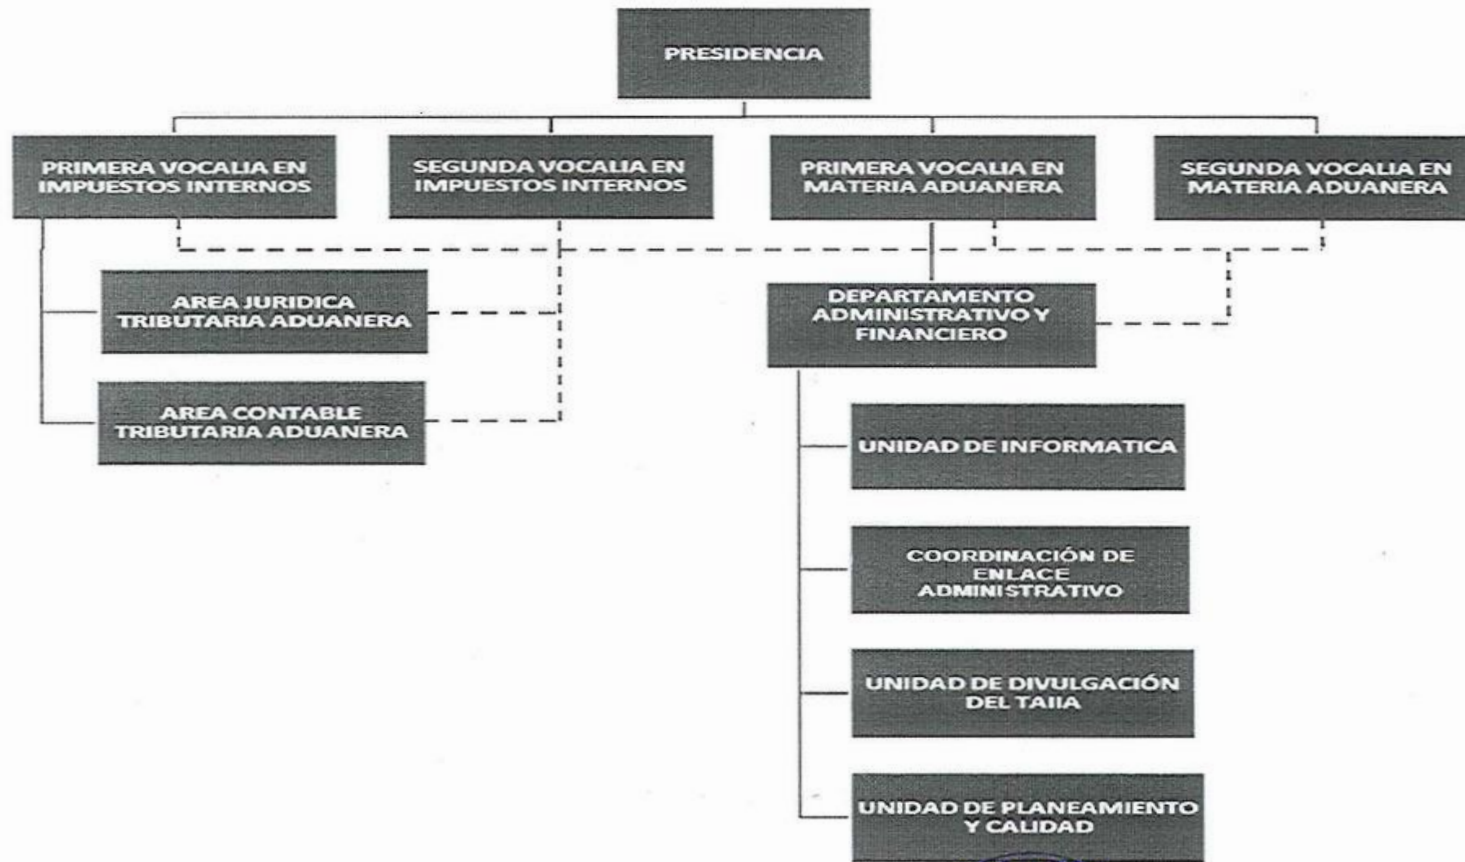 PRESIDENCIA
PRIMERA VOCALIA EN
IMPUESTOS INTERNOS
SEGUNDA VOCALIA EN
IMPUESTOS INTERNOS
PRIMERA VOCALIA EN
MATERIA ADUANERA
SEGUNDA VOCALIA EN
MATERIA ADUANERA
AREA JURIDICA
TRIBUTARIA ADUANERA
AREA CONTABLE
TRIBUTARIA ADUANERA
DEPARTAMENTO
ADMINISTRATIVO Y
FINANCIERO
UNIDAD DE INFORMATICA
COORDINACIÓN DE
ENLACE
ADMINISTRATIVO
UNIDAD DE DIVULGACIÓN
DEL TAIIA
UNIDAD DE PLANEAMIENTO
Y CALIDAD